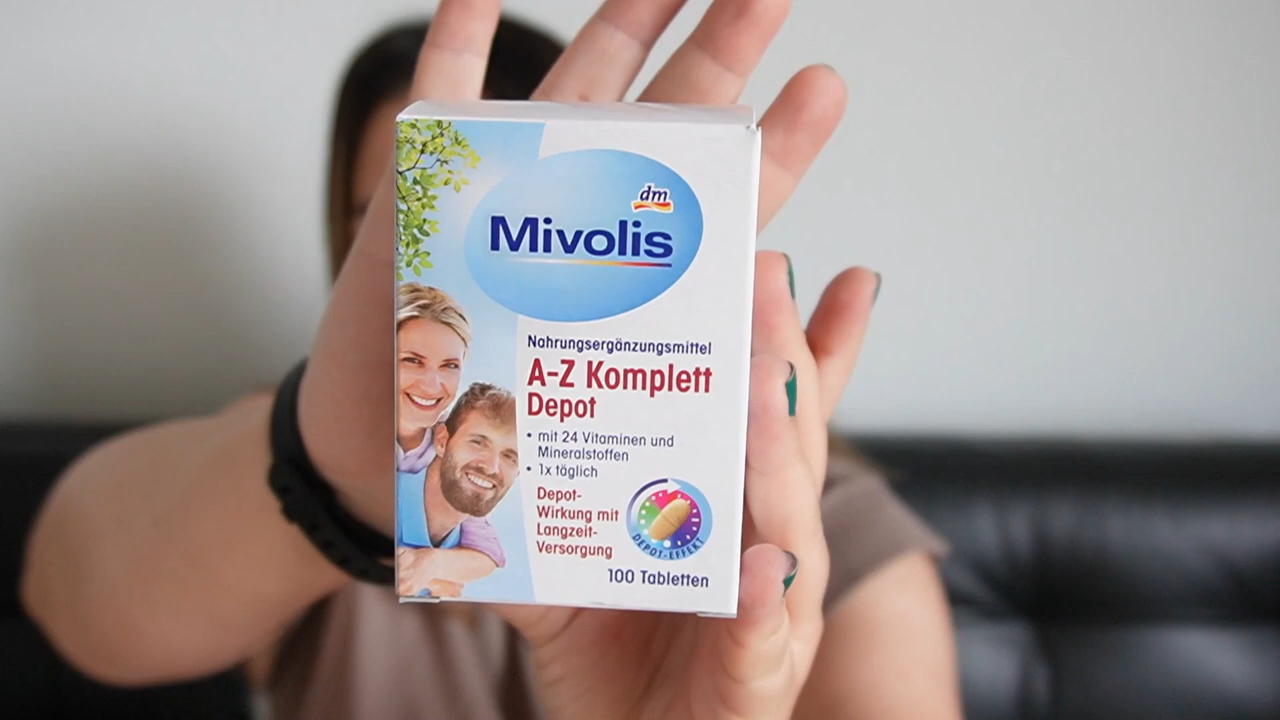 dm
Mivolis
Nahrungsergänzungsmittel
A-Z Komplett
Depot
• mit 24 Vitaminen und
Mineralstoffen
• 1x täglich
Depot-
Wirkung mit
Langzeit-
Versorgung
DEPOT-EFFEKT
100 Tabletten